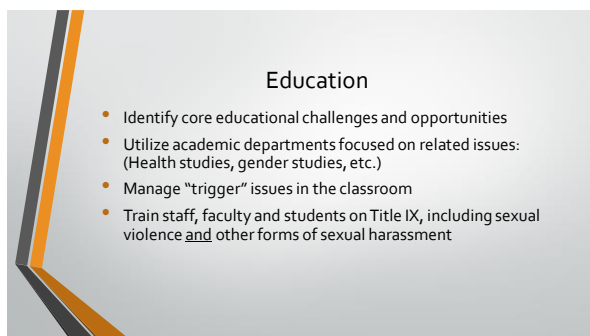 Education
• Identify core educational challenges and opportunities
• Utilize academic departments focused on related issues:
(Health studies, gender studies, etc.)
• Manage “trigger” issues in the classroom
• Train staff, faculty and students on Title IX, including sexual
violence and other forms of sexual harassment